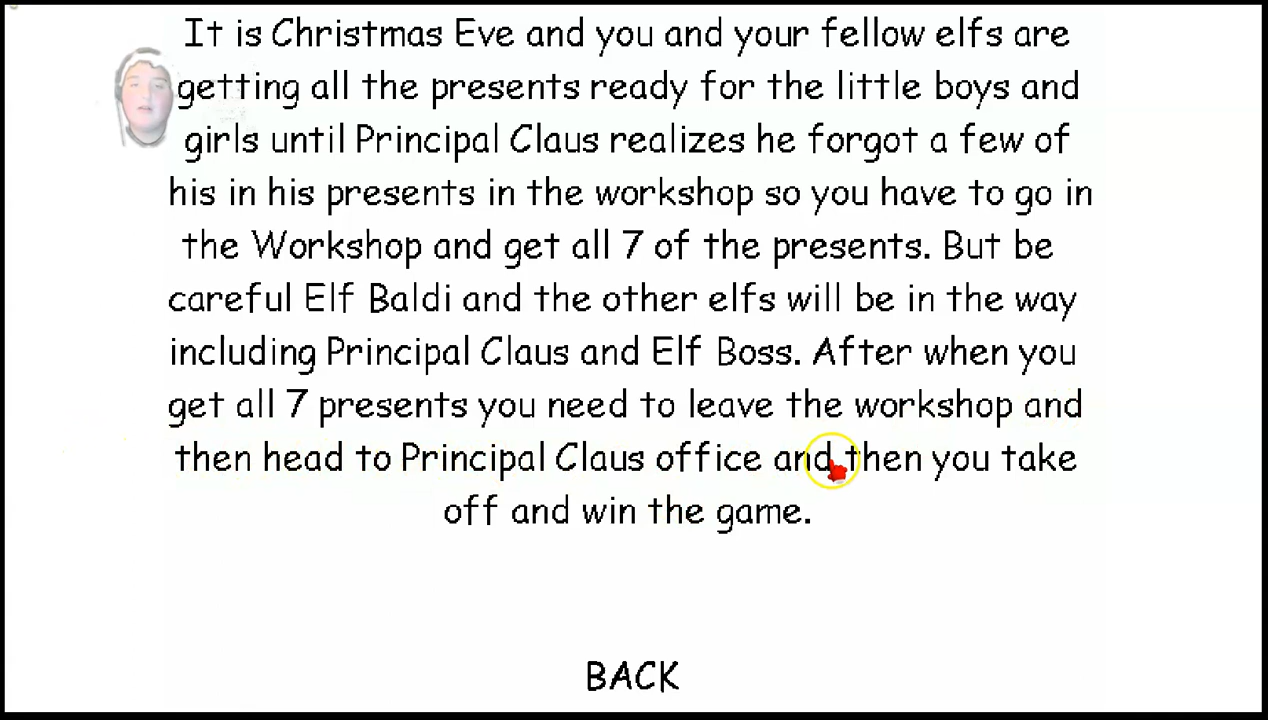 It is Christmas Eve and you and your fellow elfs are
getting all the presents ready for the little boys and
girls until Principal Claus realizes he forgot a few of
his in his presents in the workshop so you have to go in
the Workshop and get all 7 of the presents. But be
careful Elf Baldi and the other elfs will be in the way
including Principal Claus and Elf Boss. After when you
get all 7 presents you need to leave the workshop and
then head to Principal Claus office and then you take
off and win the game.
BACK